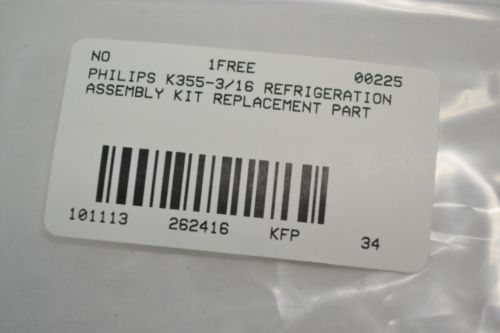 NO 1FREE 00225
PHILIPS K355-3/16 REFRIGERATION
ASSEMBLY KIT REPLACEMENT PART
101113 262416 KFP 34